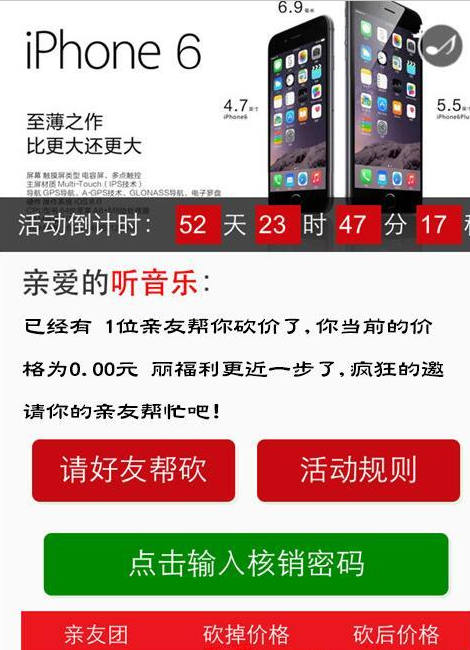 6.9毫米
iPhone 6
4.7英寸
iPhone6
5.5英寸
iPhone6Plus
至薄之作
比更大还更大
屏幕 触摸屏类型 电容屏、多点触控
主屏材质 Multi-Touch（IPS技术）
导航 GPS导航、A-GPS技术、GLONASS导航、电子罗盘
活动倒计时： 52 天 23 时 47 分 17
亲爱的听音乐：
已经有 1位亲友帮你砍价了,你当前的价
格为0.00元 丽福利更近一步了,疯狂的邀
请你的亲友帮忙吧!
请好友帮砍
活动规则
点击输入核销密码
亲友团 砍掉价格 砍后价格